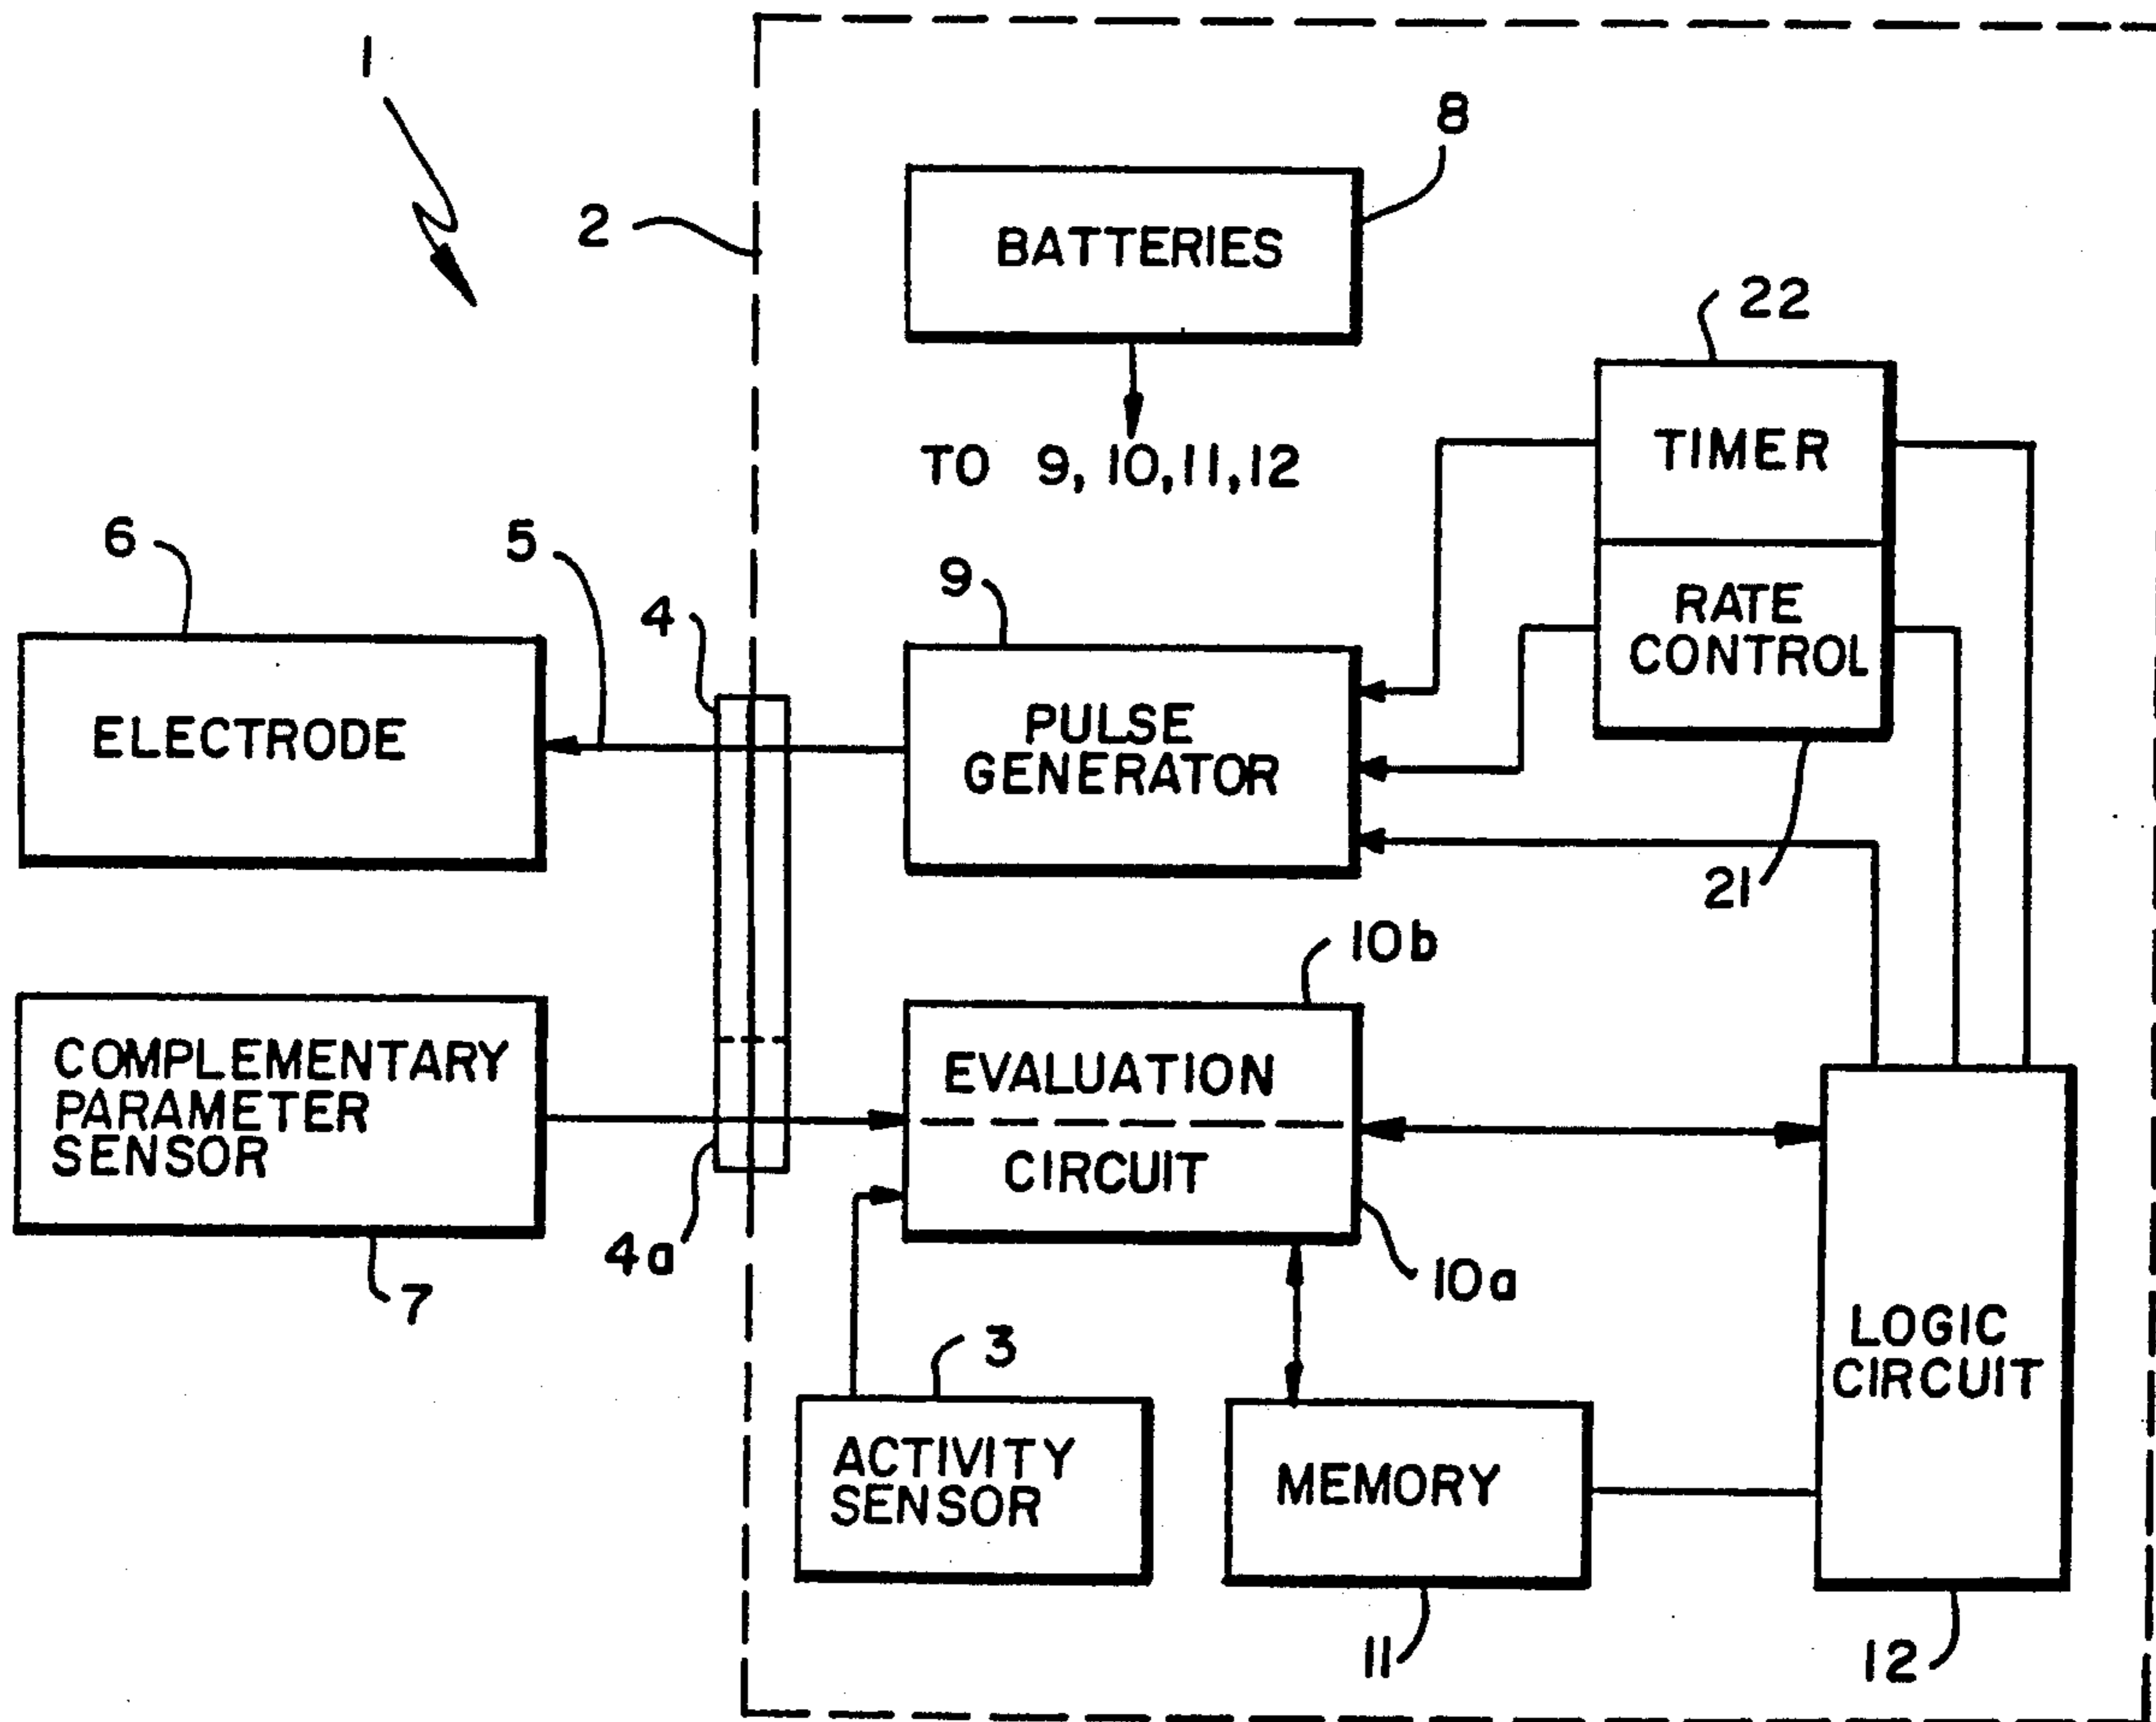 1
2
BATTERIES
8
TO 9, 10, 11, 12
22
TIMER
RATE
CONTROL
21
6
ELECTRODE
5
4
9
PULSE
GENERATOR
COMPLEMENTARY
PARAMETER
SENSOR
7
4a
10b
EVALUATION
CIRCUIT
10a
3
ACTIVITY
SENSOR
MEMORY
11
LOGIC
CIRCUIT
12